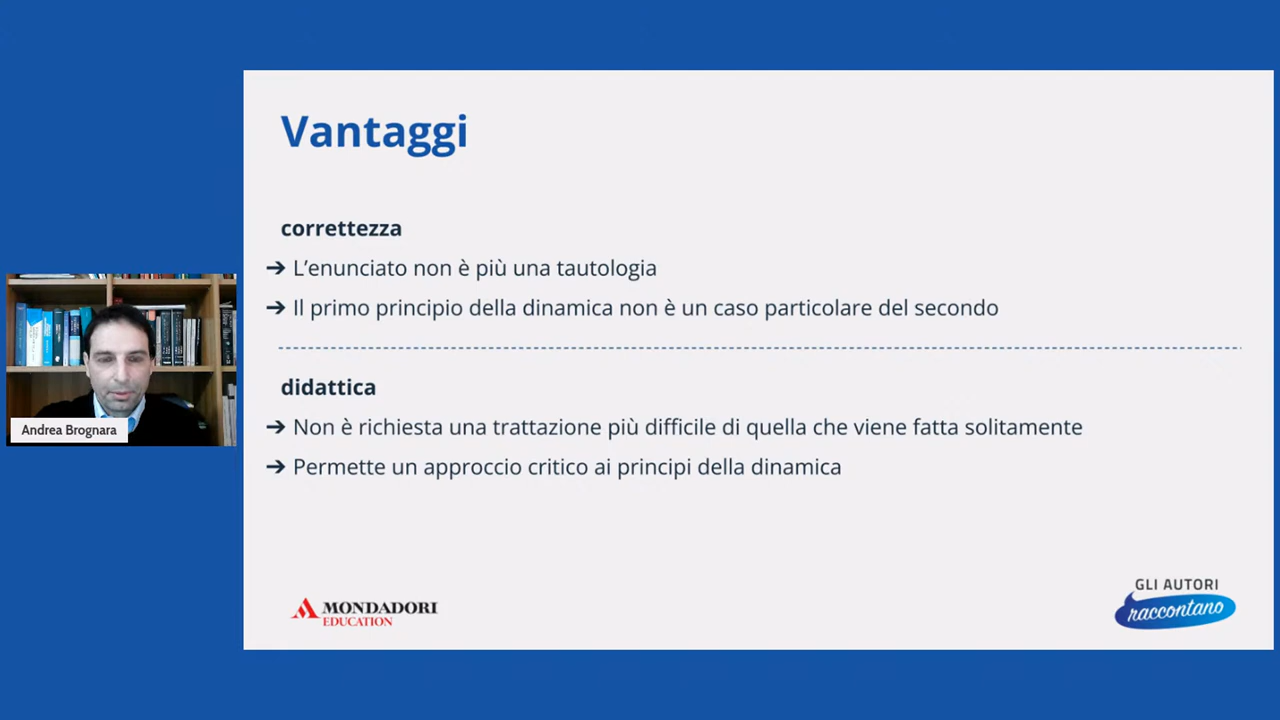 Vantaggi
correttezza
➔ L’enunciato non è più una tautologia
➔ Il primo principio della dinamica non è un caso particolare del secondo
didattica
➔ Non è richiesta una trattazione più difficile di quella che viene fatta solitamente
➔ Permette un approccio critico ai principi della dinamica
Andrea Brognara
MONDADORI
EDUCATION
GLI AUTORI
raccontano